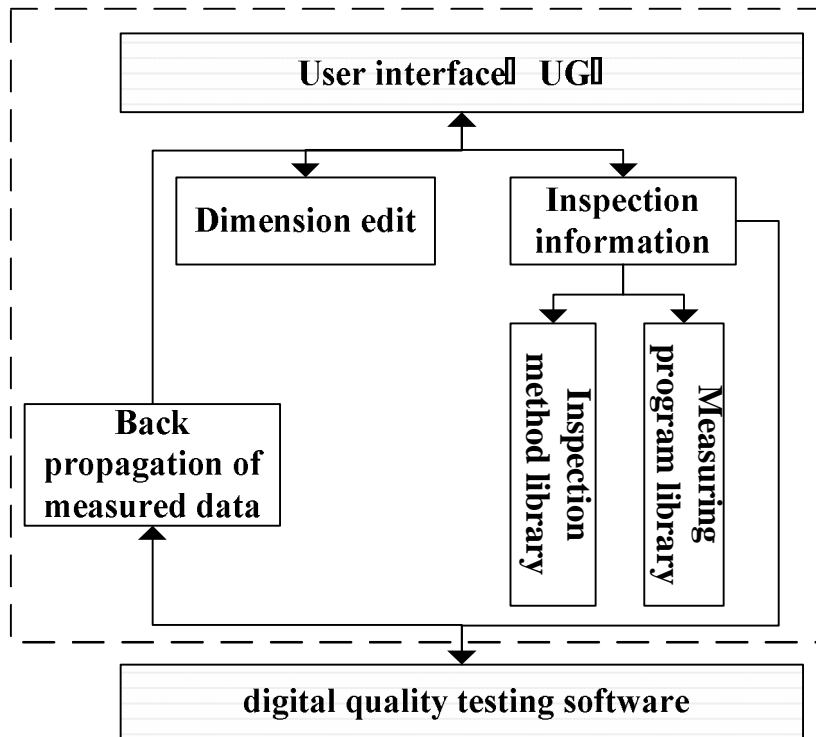 User interface▯ UG▯
Dimension edit
Inspection
information
Inspection
method library
Measuring
program library
Back
propagation of
measured data
digital quality testing software